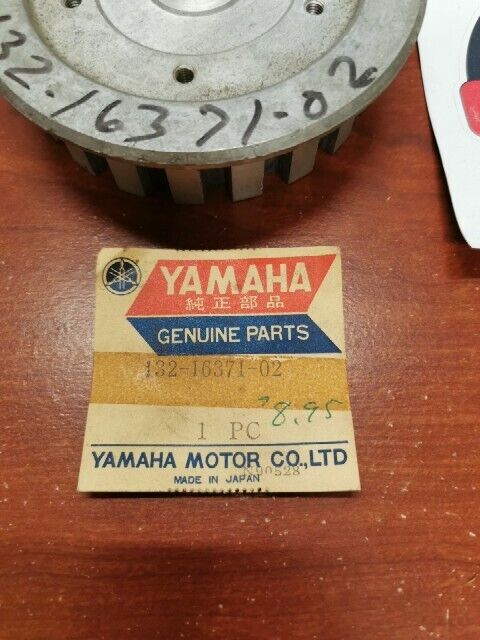 132-16371-02
YAMAHA
純正部品
GENUINE PARTS
132-16371-02
8.95
1 PC
YAMAHA MOTOR CO.,LTD
890528
MADE IN JAPAN